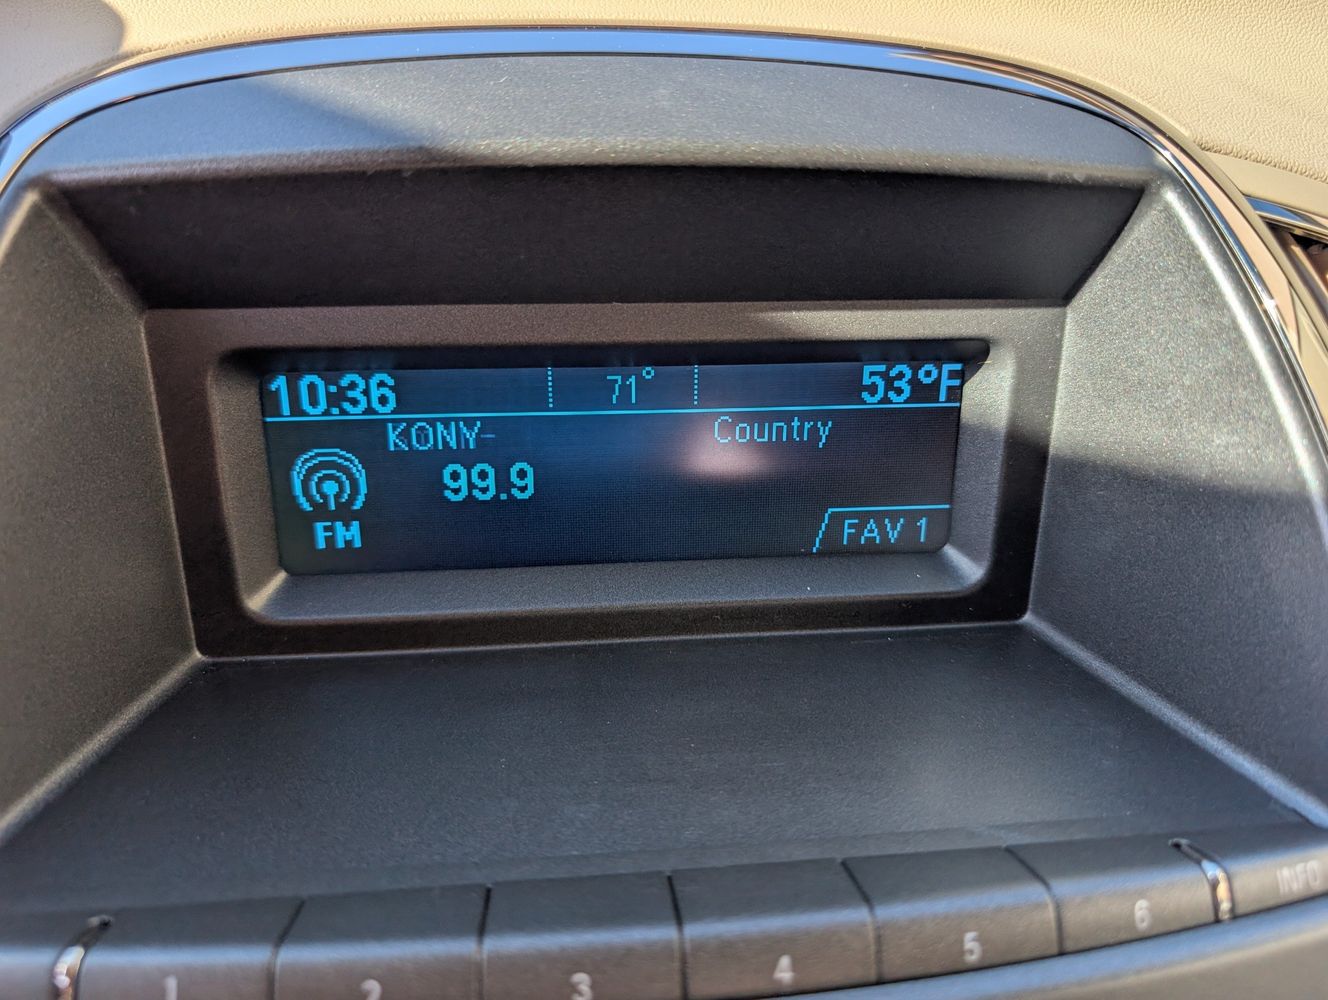 10:36 71° 53°F
KONY- Country
99.9
FM
FAV 1
1 2 3 4 5 6 INFO